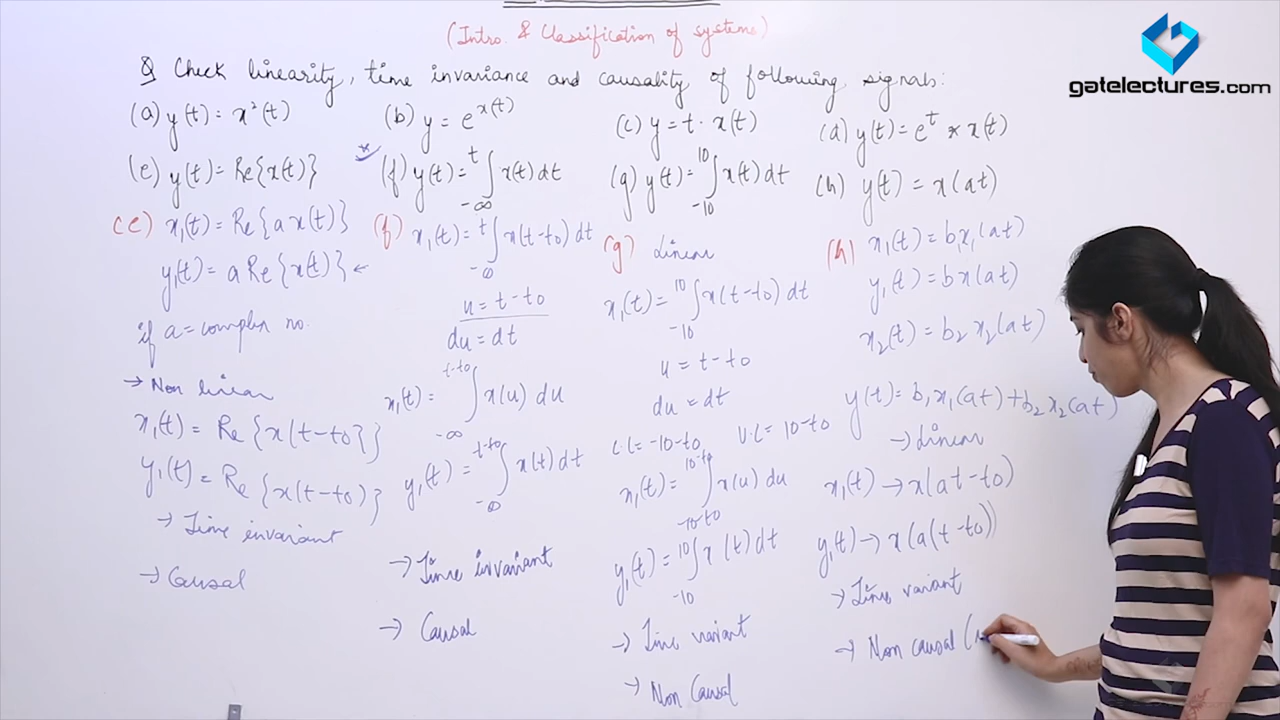 (Intro. & Classification of systems)
gatelectures.com
Q Check linearity, time invariance and causality of following signals:
(a) y(t) = x²(t) (b) y = e^x(t) (c) y = t · x(t) (d) y(t) = e^t * x(t)
(e) y(t) = Re{x(t)} (f) y(t) = ∫_-∞^t x(t) dt (g) y(t) = ∫_-10^10 x(t) dt (h) y(t) = x(at)
(e) x₁(t) = Re{a x(t)}
y₁(t) = a Re{x(t)} ←
if a = complex no.
→ Non linear
x₁(t) = Re{x(t-t0)}
y₁(t) = Re{x(t-t0)}
→ Time invariant
→ Causal
(f) x₁(t) = ∫_-∞^t x(t-t0) dt
u = t-t0
du = dt
x₁(t) = ∫_-∞^t-t0 x(u) du
y₁(t) = ∫_-∞^t-t0 x(t) dt
→ Time invariant
→ Causal
(g) Linear
x₁(t) = ∫_-10^10 x(t-t0) dt
u = t-t0
du = dt
L.L = -10-t0 U.L = 10-t0
x₁(t) = ∫_-10-t0^10-t0 x(u) du
y₁(t) = ∫_-10^10 x(t) dt
→ Time variant
→ Non Causal
(h) x₁(t) = bx₁(at)
y₁(t) = bx(at)
x₂(t) = b₂ x₂(at)
y(t) = b₁ x₁(at) + b₂ x₂(at)
→ Linear
x₁(t) → x(at-t0)
y₁(t) → x(a(t-t0))
→ Time variant
→ Non causal (